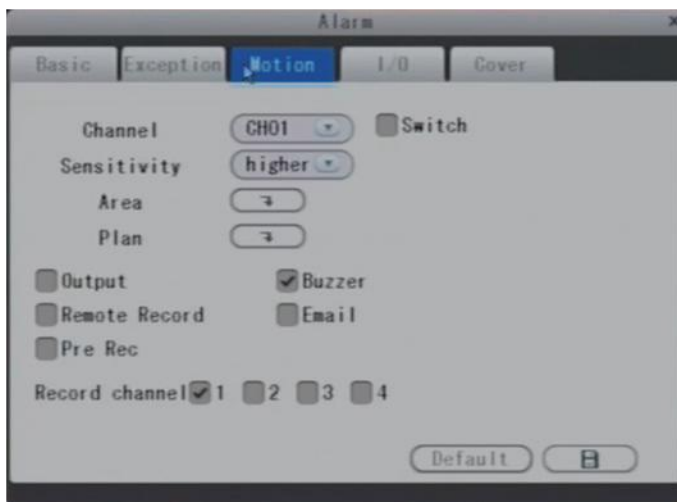 Alarm
Basic Exception Motion I/O Cover
Channel CH01 Switch
Sensitivity higher
Area
Plan
Output Buzzer
Remote Record Email
Pre Rec
Record channel 1 2 3 4
Default